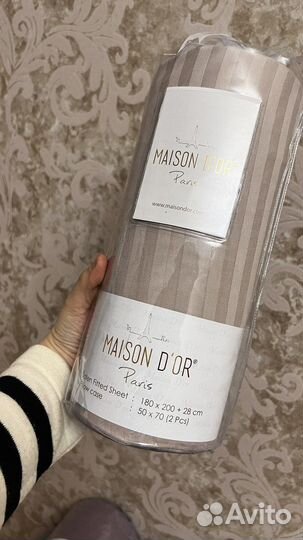 MAISON D'OR
Paris
www.maisondor.com
MAISON D'OR®
Paris
Fitted Sheet : 180 x 200 + 28 cm
case : 50 x 70 (2 Pcs)
Avito